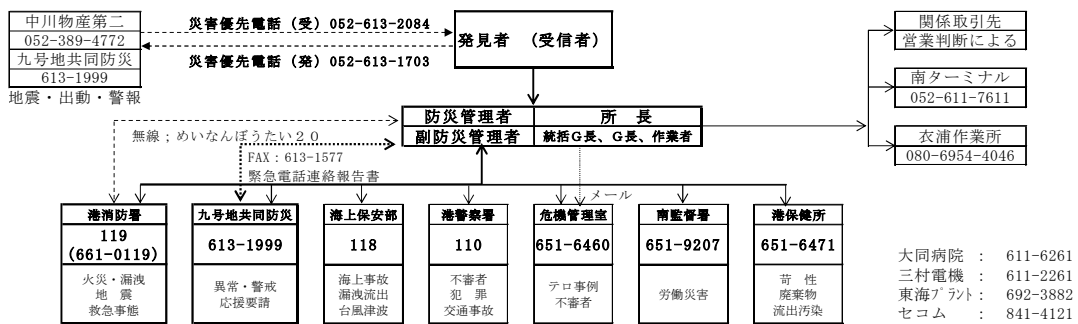 中川物産第二
052-389-4772
九号地共同防災
613-1999
地震・出動・警報
災害優先電話(受)052-613-2084
災害優先電話(発)052-613-1703
発見者 (受信者)
関係取引先
営業判断による
南ターミナル
052-611-7611
衣浦作業所
080-6954-4046
防災管理者 所 長
副防災管理者 統括G長、G長、作業者
無線;めいなんぼうたい20
FAX:613-1577
緊急電話連絡報告書
メール
港消防署
119
(661-0119)
火災・漏洩
地 震
救急事態
九号地共同防災
613-1999
異常・警戒
応援要請
海上保安部
118
海上事故
漏洩流出
台風津波
港警察署
110
不審者
犯 罪
交通事故
危機管理室
651-6460
テロ事例
不審者
南監督署
651-9207
労働災害
港保健所
651-6471
苛 性
廃棄物
流出汚染
大同病院 : 611-6261
三村電機 : 611-2261
東海プラント: 692-3882
セコム : 841-4121